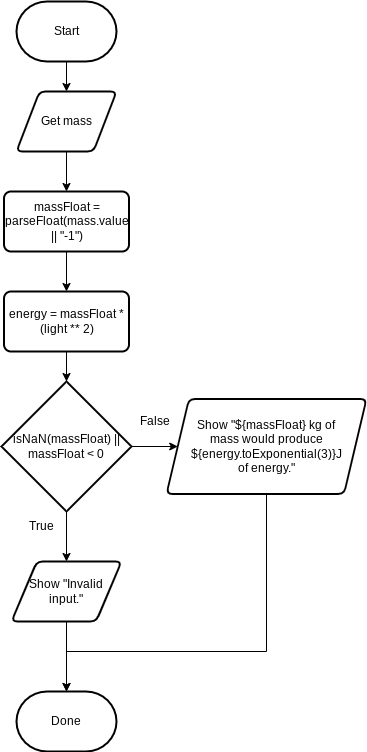 Start
Get mass
massFloat =
parseFloat(mass.value
|| "-1")
energy = massFloat *
(light ** 2)
isNaN(massFloat) ||
massFloat < 0
False
Show "${massFloat} kg of
mass would produce
${energy.toExponential(3)}J
of energy."
True
Show "Invalid
input."
Done